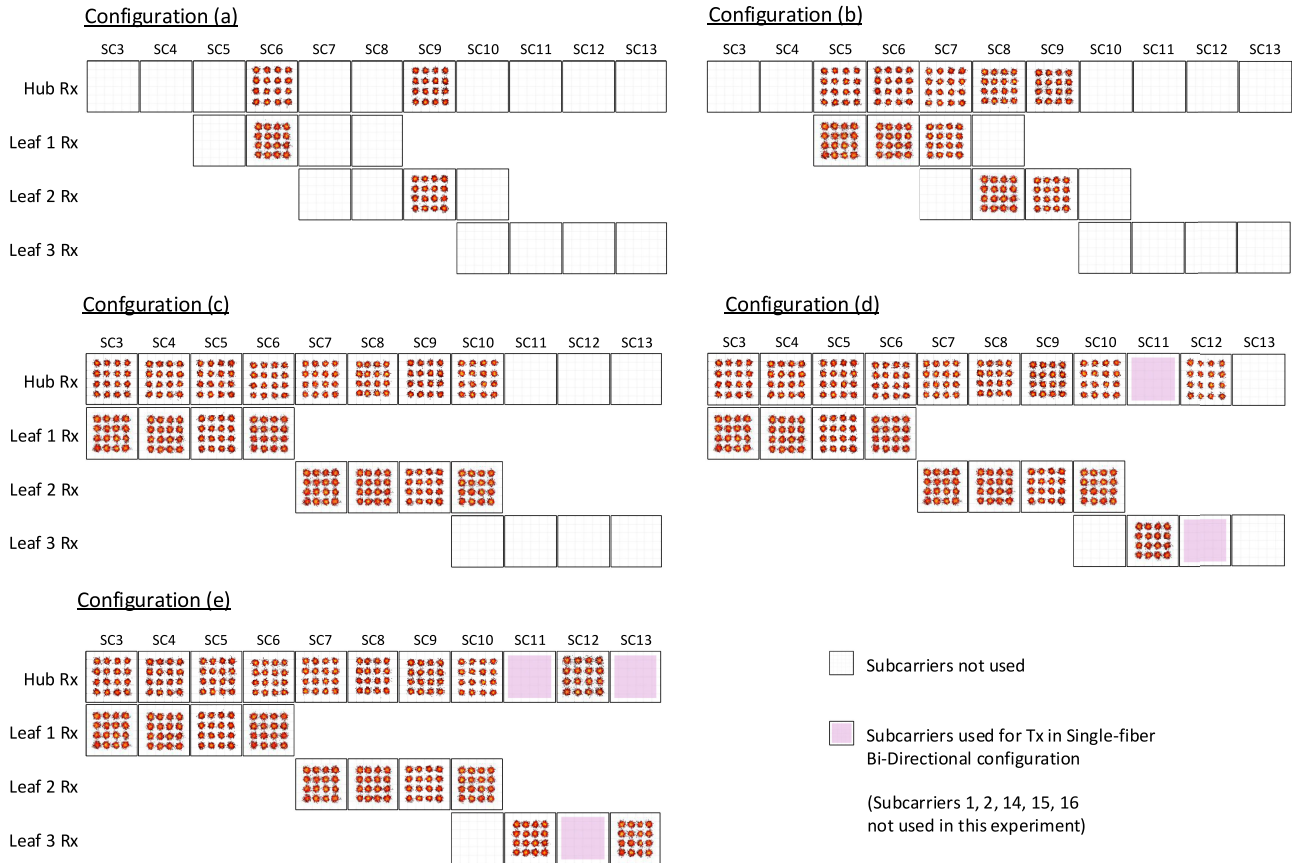 Configuration (a)
SC3 SC4 SC5 SC6 SC7 SC8 SC9 SC10 SC11 SC12 SC13
Hub Rx
Leaf 1 Rx
Leaf 2 Rx
Leaf 3 Rx
Configuration (b)
SC3 SC4 SC5 SC6 SC7 SC8 SC9 SC10 SC11 SC12 SC13
Confguration (c)
SC3 SC4 SC5 SC6 SC7 SC8 SC9 SC10 SC11 SC12 SC13
Hub Rx
Leaf 1 Rx
Leaf 2 Rx
Leaf 3 Rx
Configuration (d)
SC3 SC4 SC5 SC6 SC7 SC8 SC9 SC10 SC11 SC12 SC13
Configuration (e)
SC3 SC4 SC5 SC6 SC7 SC8 SC9 SC10 SC11 SC12 SC13
Hub Rx
Leaf 1 Rx
Leaf 2 Rx
Leaf 3 Rx
Subcarriers not used
Subcarriers used for Tx in Single-fiber
Bi-Directional configuration
(Subcarriers 1, 2, 14, 15, 16
not used in this experiment)